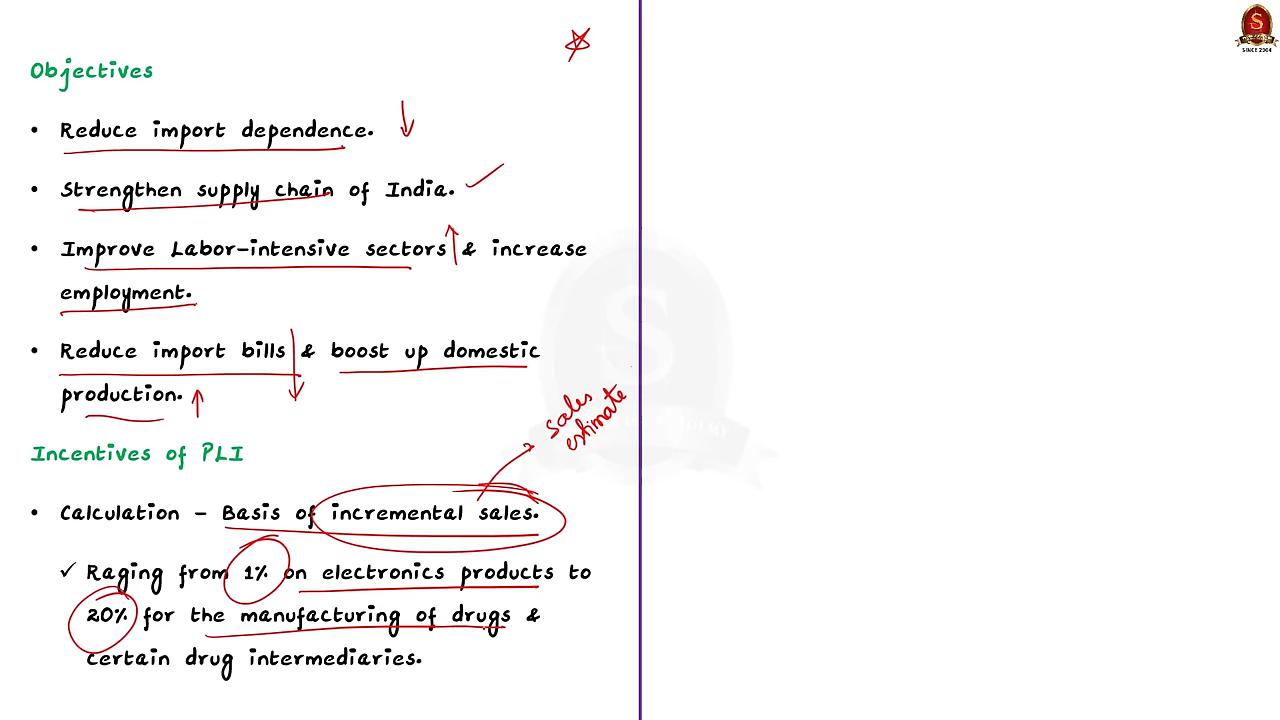 Objectives
• Reduce import dependence.
• Strengthen supply chain of India.
• Improve Labor-intensive sectors & increase
employment.
• Reduce import bills & boost up domestic
production.
Sales
estimate
Incentives of PLI
• Calculation - Basis of incremental sales.
✓ Raging from 1% on electronics products to
20% for the manufacturing of drugs &
certain drug intermediaries.
S
SINCE 2004